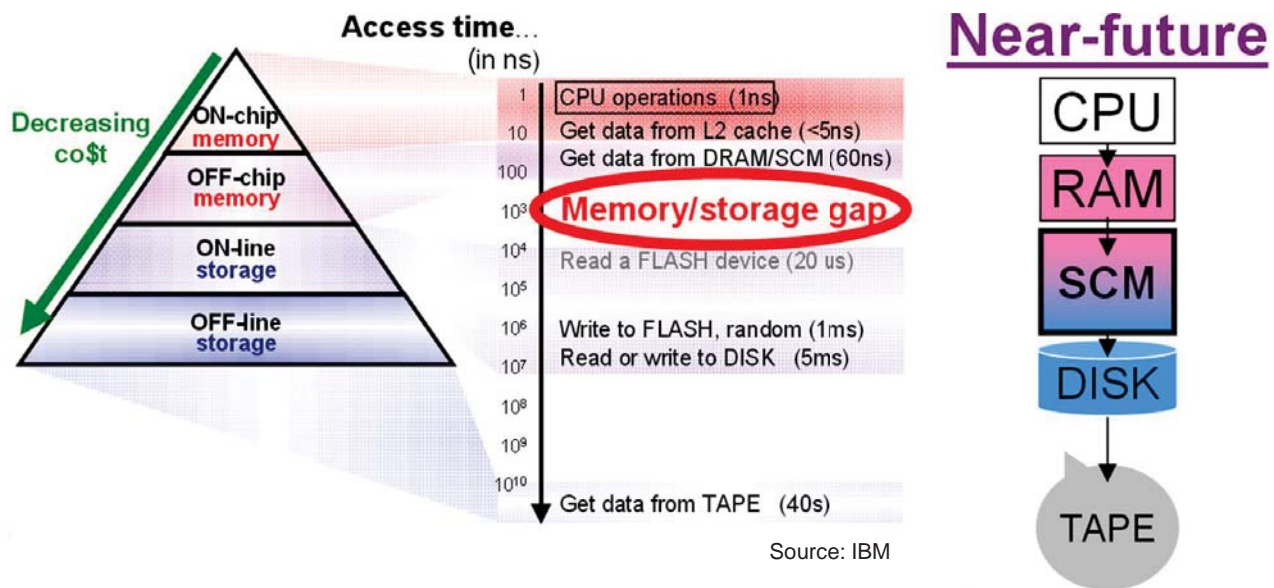 Access time...
(in ns)
Decreasing
co$t
ON-chip
memory
OFF-chip
memory
ON-line
storage
OFF-line
storage
1
CPU operations (1ns)
10
Get data from L2 cache (<5ns)
Get data from DRAM/SCM (60ns)
100
10³
Memory/storage gap
10⁴
Read a FLASH device (20 us)
10⁵
10⁶
Write to FLASH, random (1ms)
Read or write to DISK (5ms)
10⁷
10⁸
10⁹
10¹⁰
Get data from TAPE (40s)
Source: IBM
Near-future
CPU
RAM
SCM
DISK
TAPE